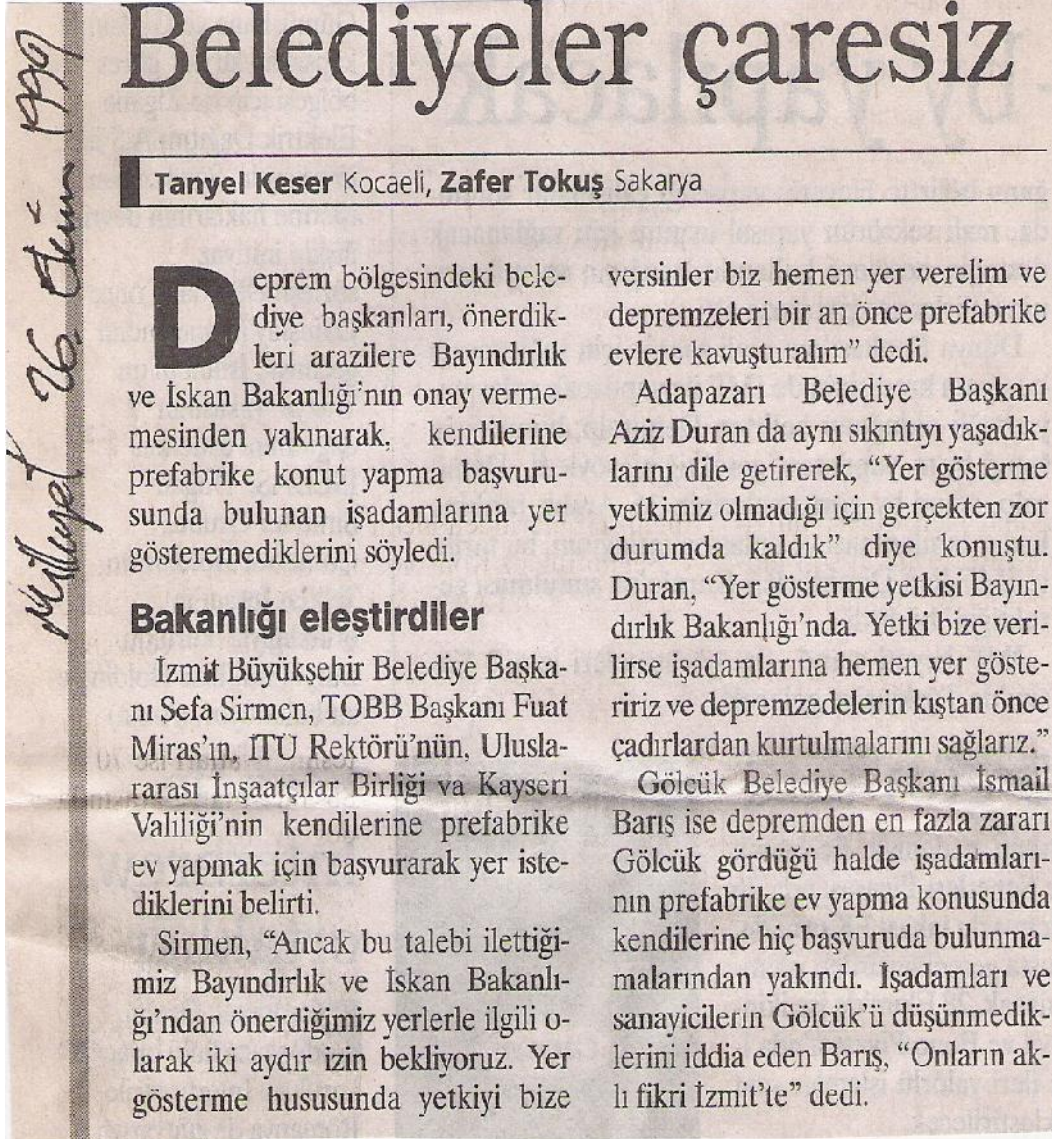 Belediyeler çaresiz
Milliyet 26. Ekim 1999
Tanyel Keser Kocaeli, Zafer Tokuş Sakarya
Deprem bölgesindeki bele-
diye başkanları, önerdik-
leri arazilere Bayındırlık
ve İskan Bakanlığı'nın onay verme-
mesinden yakınarak, kendilerine
prefabrike konut yapma başvuru-
sunda bulunan işadamlarına yer
gösteremediklerini söyledi.
Bakanlığı eleştirdiler
İzmit Büyükşehir Belediye Başka-
nı Sefa Sirmen, TOBB Başkanı Fuat
Miras'ın, İTÜ Rektörü'nün, Ulusla-
rarası İnşaatçılar Birliği va Kayseri
Valiliği'nin kendilerine prefabrike
ev yapmak için başvurarak yer iste-
diklerini belirti.
Sirmen, “Ancak bu talebi ilettiği-
miz Bayındırlık ve İskan Bakanlı-
ğı'ndan önerdiğimiz yerlerle ilgili o-
larak iki aydır izin bekliyoruz. Yer
gösterme hususunda yetkiyi bize
versinler biz hemen yer verelim ve
depremzeleri bir an önce prefabrike
evlere kavuşturalım” dedi.
Adapazarı Belediye Başkanı
Aziz Duran da aynı sıkıntıyı yaşadık-
larını dile getirerek, “Yer gösterme
yetkimiz olmadığı için gerçekten zor
durumda kaldık” diye konuştu.
Duran, “Yer gösterme yetkisi Bayın-
dırlık Bakanlığı'nda. Yetki bize veri-
lirse işadamlarına hemen yer göste-
ririz ve depremzedelerin kıştan önce
çadırlardan kurtulmalarını sağlarız.”
Gölcük Belediye Başkanı İsmail
Barış ise depremden en fazla zararı
Gölcük gördüğü halde işadamları-
nın prefabrike ev yapma konusunda
kendilerine hiç başvuruda bulunma-
malarından yakındı. İşadamları ve
sanayicilerin Gölcük'ü düşünmedik-
lerini iddia eden Barış, “Onların ak-
lı fikri İzmit'te” dedi.